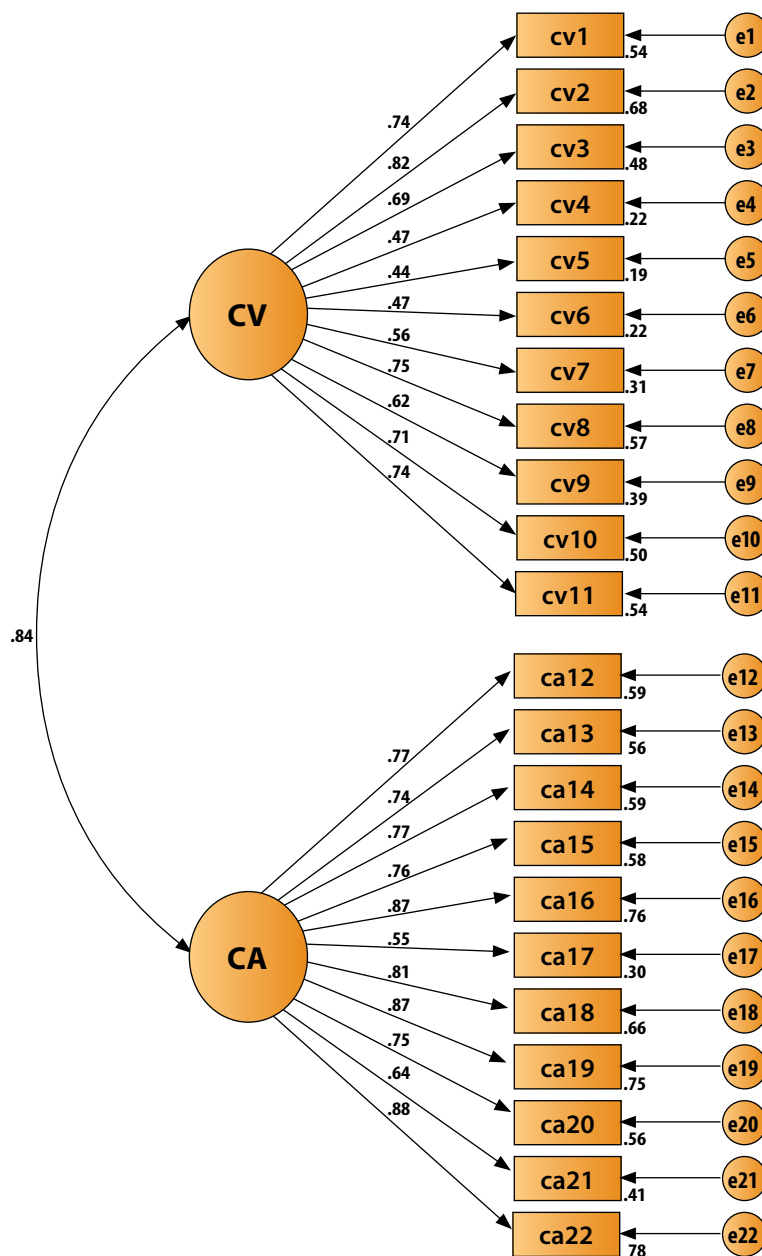 cv1
.54
e1
cv2
.68
e2
.74
cv3
.48
e3
.82
cv4
.22
e4
.69
cv5
.19
e5
.47
.44
cv6
.22
e6
.47
CV
cv7
.31
e7
.56
cv8
.57
e8
.75
cv9
.39
e9
.62
cv10
.50
e10
.71
cv11
.54
e11
.74
.84
ca12
.59
e12
ca13
56
e13
.77
ca14
.59
e14
.74
ca15
.58
e15
.77
ca16
.76
e16
.76
.87
ca17
.30
e17
.55
CA
ca18
.66
e18
.81
ca19
.75
e19
.87
ca20
.56
e20
.75
ca21
.41
e21
.64
ca22
78
e22
.88